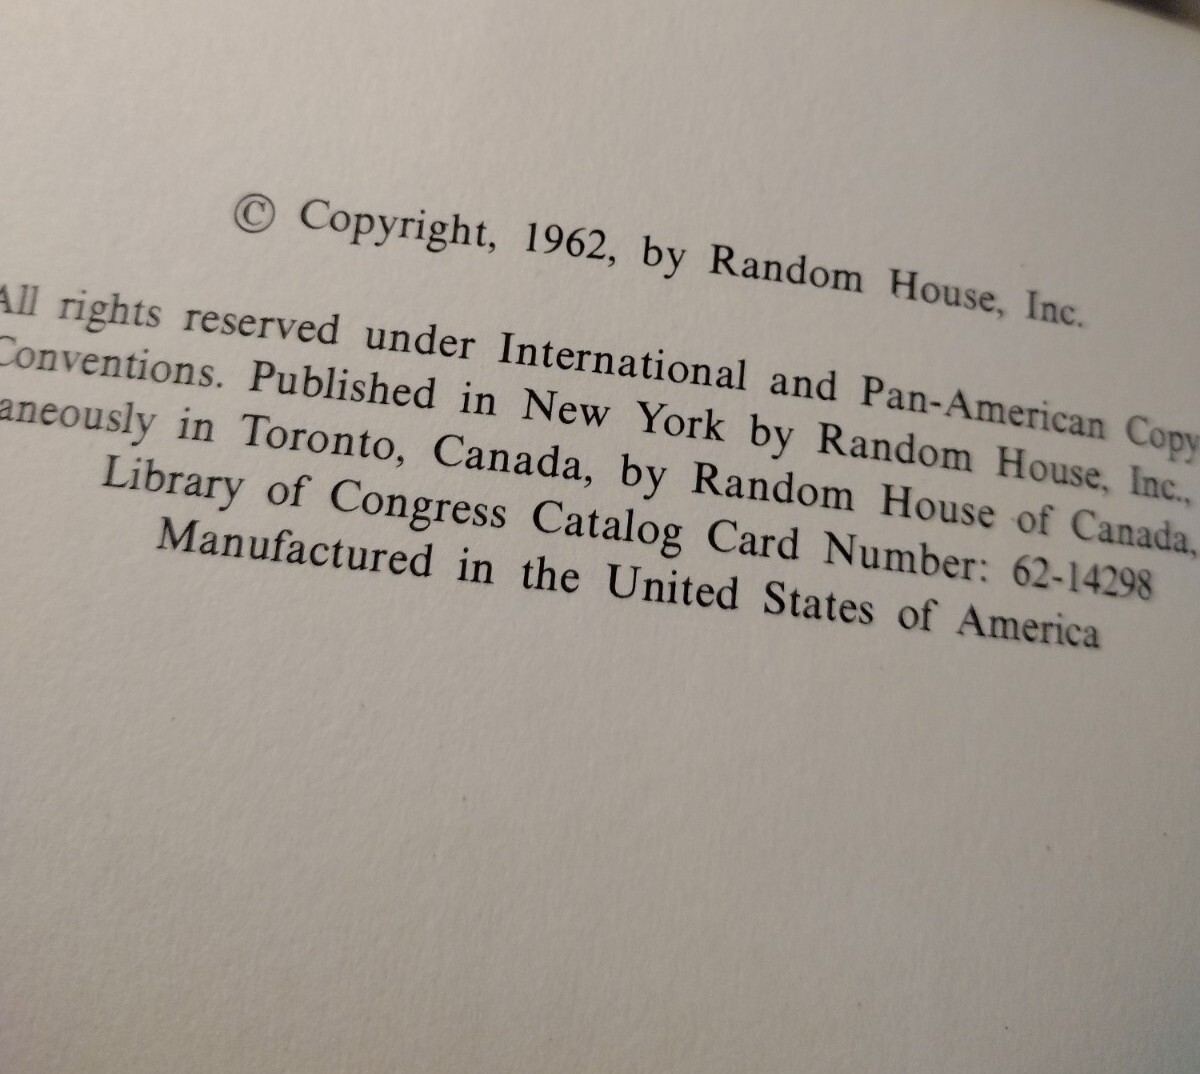 © Copyright, 1962, by Random House, Inc.
All rights reserved under International and Pan-American Copy
Conventions. Published in New York by Random House, Inc.,
aneously in Toronto, Canada, by Random House of Canada,
Library of Congress Catalog Card Number: 62-14298
Manufactured in the United States of America